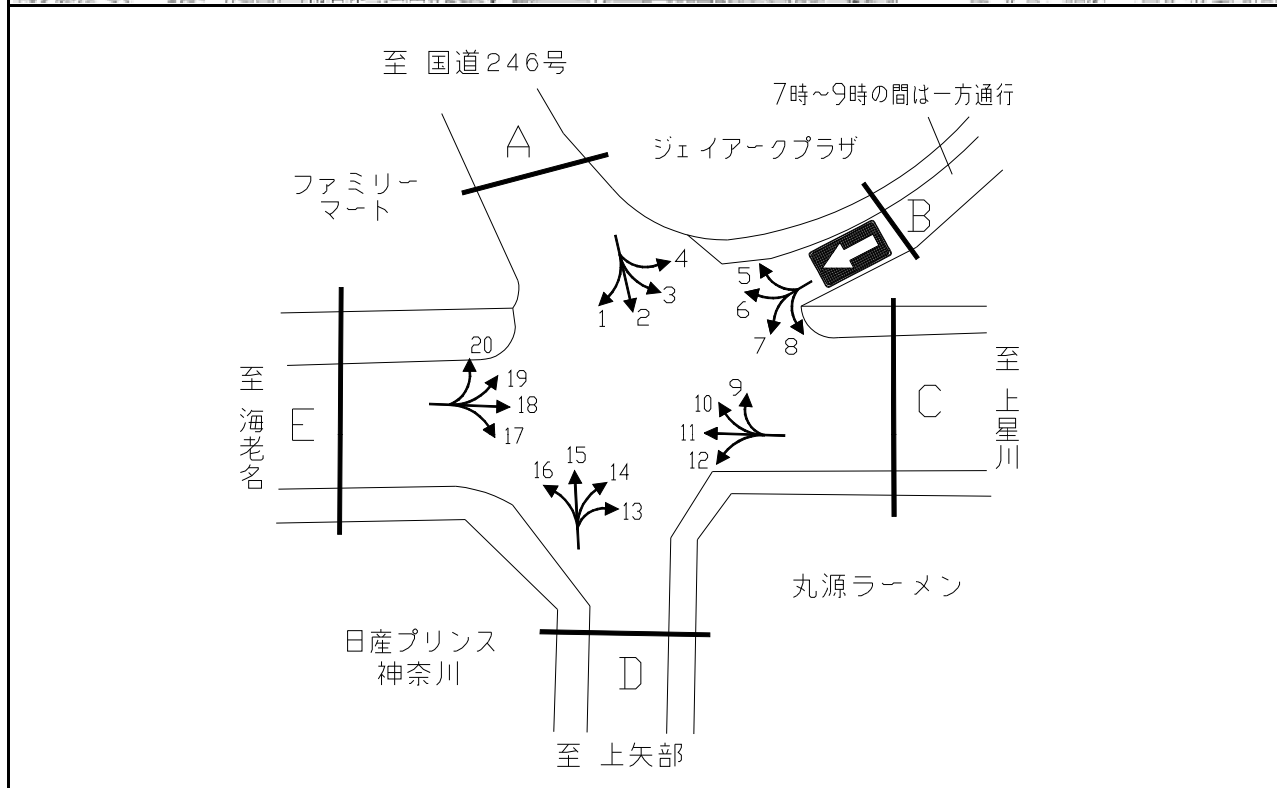 至 国道246号
7時～9時の間は一方通行
A
ジェイアークプラザ
ファミリー
マート
B
4
3
1
2
5
6
7
8
20
19
18
17
至 海老名
E
9
10
11
12
C
至 上星川
16
15
14
13
丸源ラーメン
日産プリンス
神奈川
D
至 上矢部